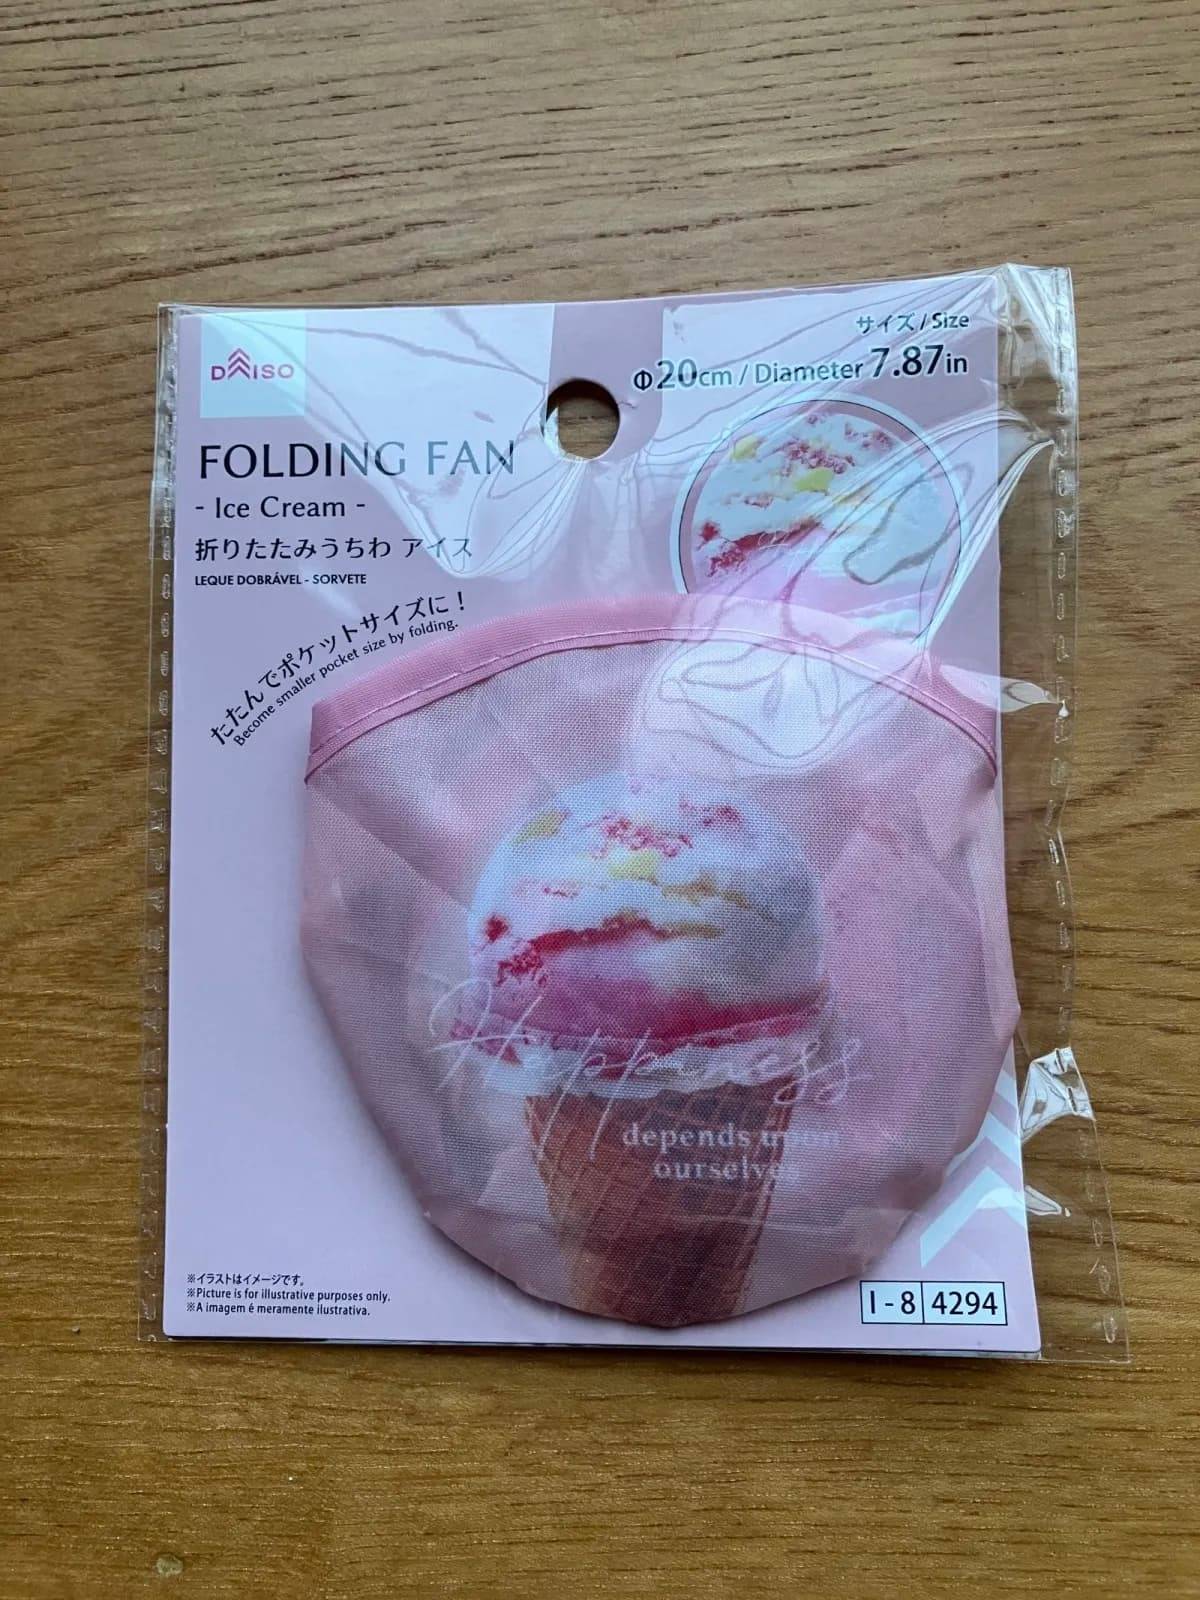 DAISO
サイズ / Size
Φ20cm / Diameter 7.87in
FOLDING FAN
- Ice Cream -
折りたたみうちわ アイス
LEQUE DOBRÁVEL - SORVETE
たたんでポケットサイズに!
Become smaller pocket size by folding.
Happiness
depends upon
ourselves
※イラストはイメージです。
※Picture is for illustrative purposes only.
※A imagem é meramente ilustrativa.
I - 8 4294